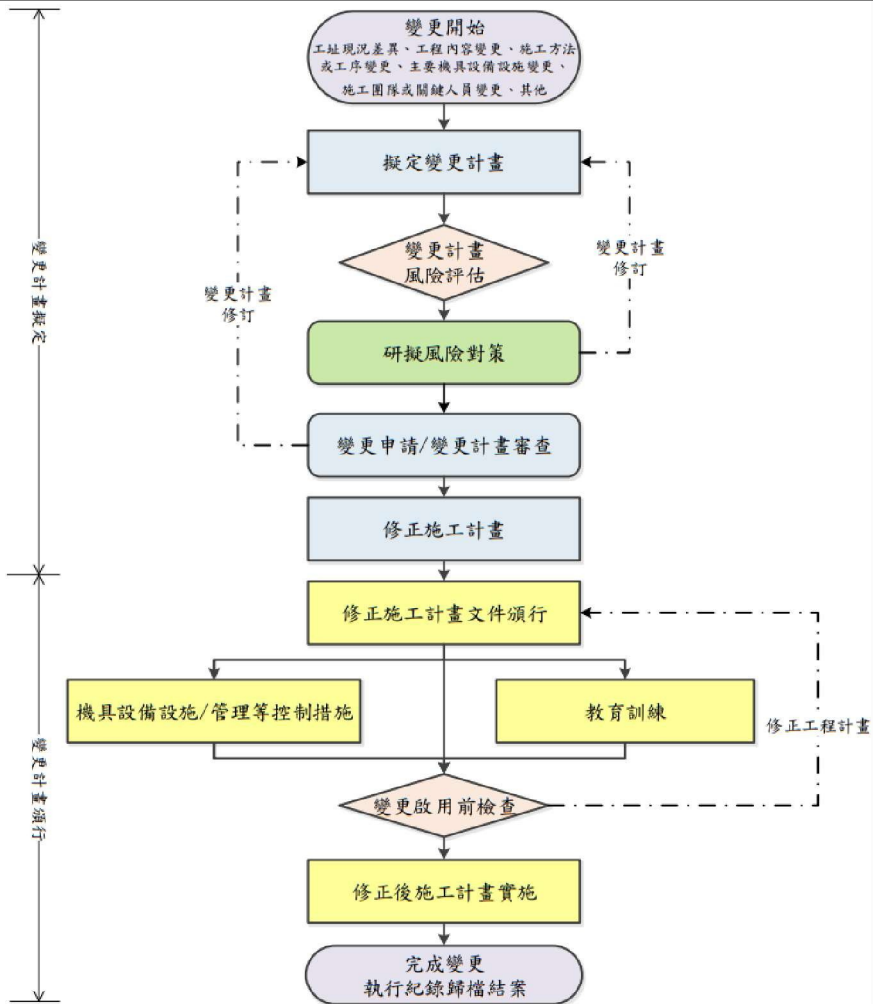 變更開始
工址現況差異、工程內容變更、施工方法
或工序變更、主要機具設備設施變更、
施工團隊或關鍵人員變更、其他
擬定變更計畫
變更計畫
風險評估
變更計畫
修訂
變更計畫
修訂
研擬風險對策
變更申請/變更計畫審查
修正施工計畫
變更計畫擬定
修正施工計畫文件頒行
機具設備設施/管理等控制措施
教育訓練
修正工程計畫
變更啟用前檢查
修正後施工計畫實施
完成變更
執行紀錄歸檔結案
變更計畫頒行